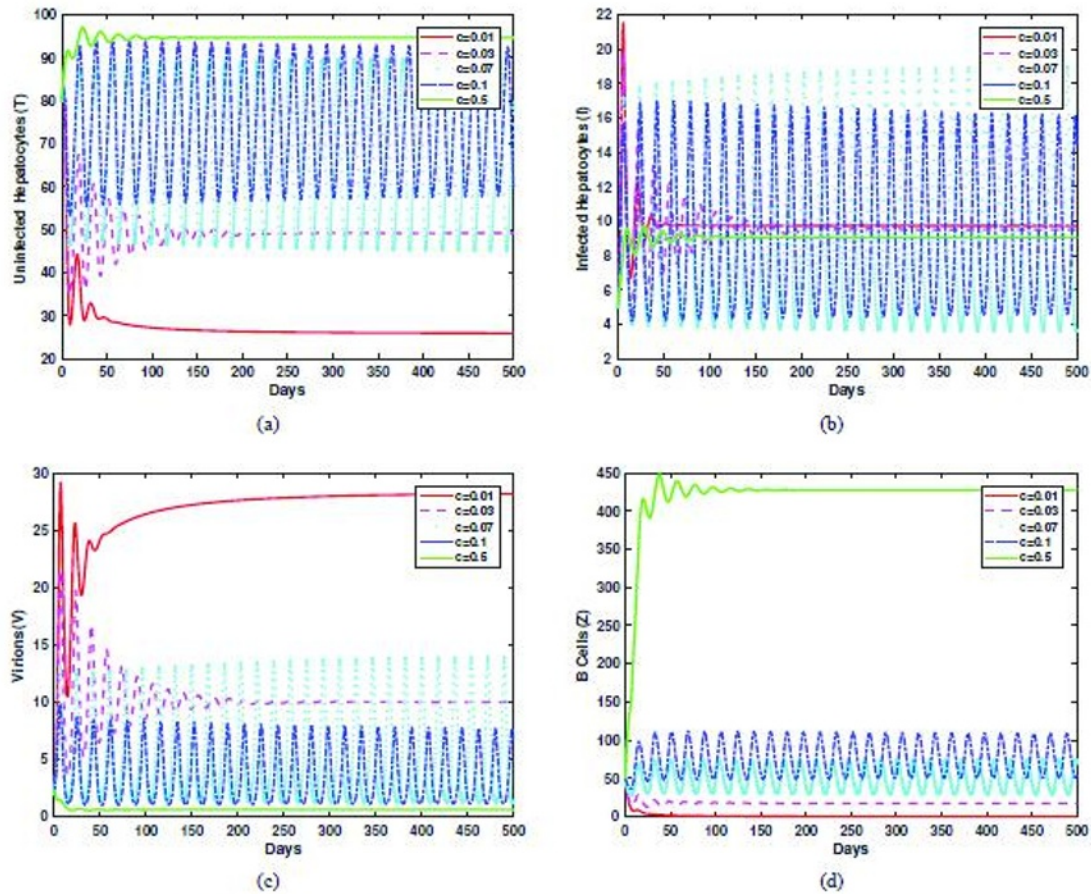 100
90
80
70
60
50
40
30
20
Uninfected Hepatocytes (T)
c=0.01
c=0.03
c=0.07
c=0.1
c=0.5
0 50 100 150 200 250 300 350 400 450 500
Days
(a)
22
20
18
16
14
12
10
8
6
4
2
Infected Hepatocytes (I)
c=0.01
c=0.03
c=0.07
c=0.1
c=0.5
0 50 100 150 200 250 300 350 400 450 500
Days
(b)
30
25
20
15
10
5
0
Virions(V)
c=0.01
c=0.03
c=0.07
c=0.1
c=0.5
0 50 100 150 200 250 300 350 400 450 500
Days
(c)
450
400
350
300
250
200
150
100
50
0
B Cells (Z)
c=0.01
c=0.03
c=0.07
c=0.1
c=0.5
0 50 100 150 200 250 300 350 400 450 500
Days
(d)